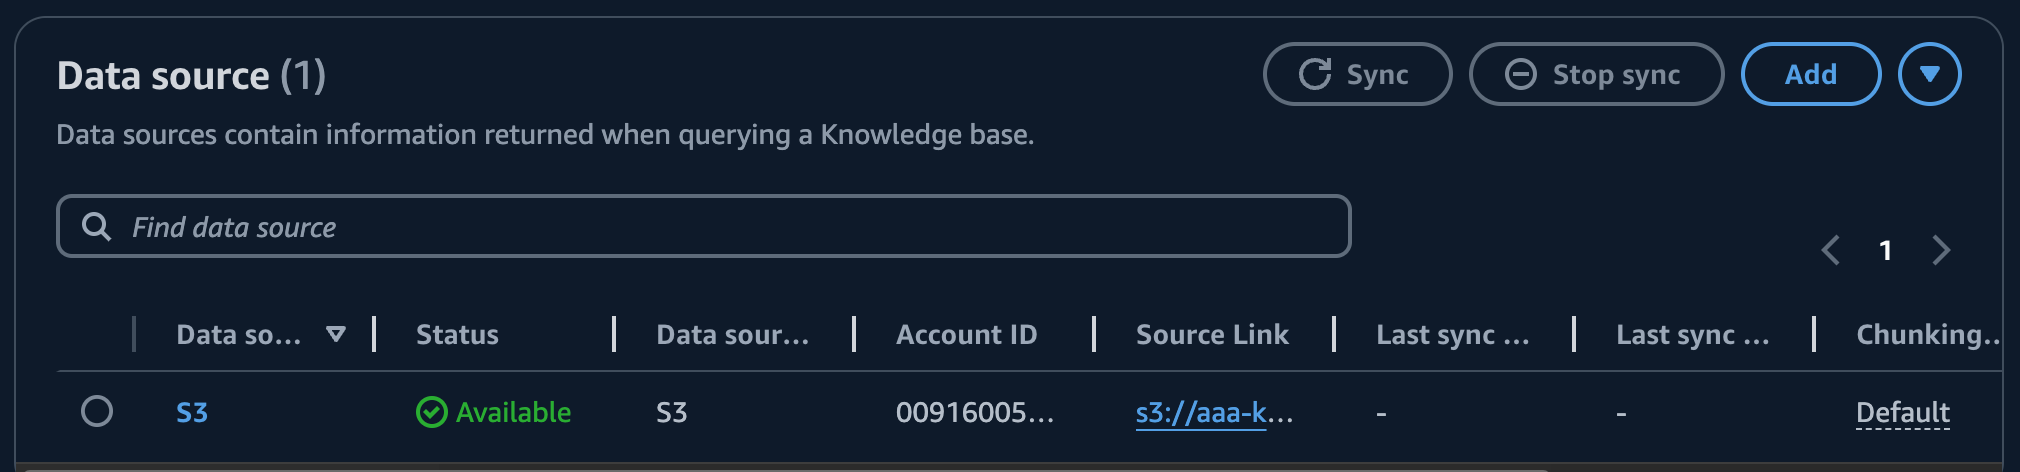 Data source (1)
Sync
Stop sync
Add
Data sources contain information returned when querying a Knowledge base.
Find data source
1
Data so... Status Data sour... Account ID Source Link Last sync ... Last sync ... Chunking...
S3 Available S3 00916005... s3://aaa-k... - - Default